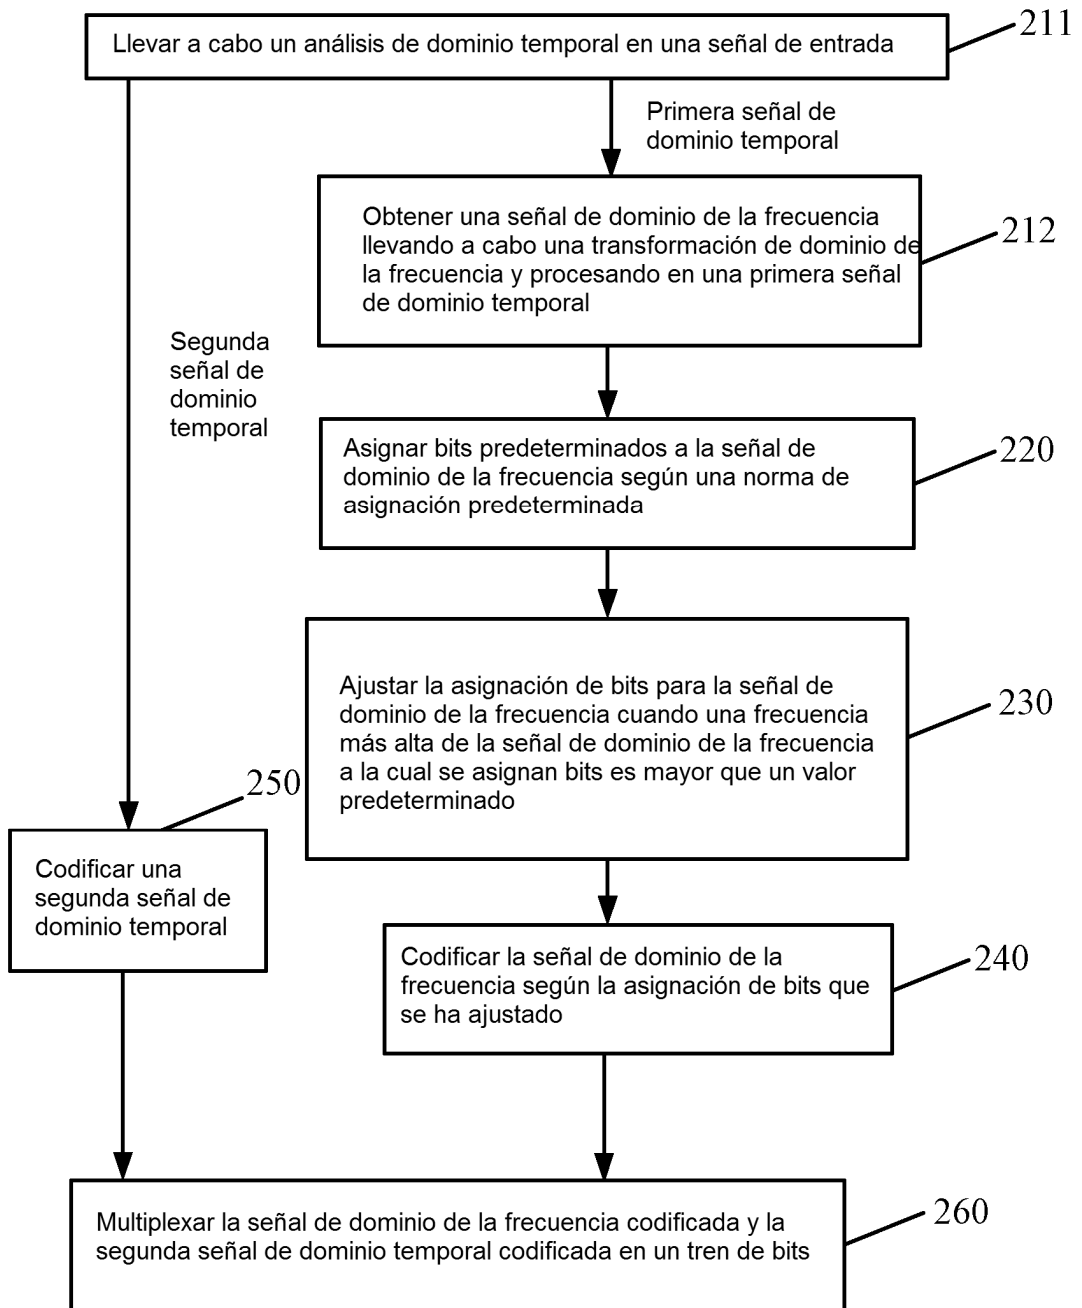 Llevar a cabo un análisis de dominio temporal en una señal de entrada
211
Primera señal de
dominio temporal
Obtener una señal de dominio de la frecuencia
llevando a cabo una transformación de dominio de
la frecuencia y procesando en una primera señal
de dominio temporal
212
Segunda
señal de
dominio
temporal
Asignar bits predeterminados a la señal de
dominio de la frecuencia según una norma de
asignación predeterminada
220
Ajustar la asignación de bits para la señal de
dominio de la frecuencia cuando una frecuencia
más alta de la señal de dominio de la frecuencia
a la cual se asignan bits es mayor que un valor
predeterminado
230
250
Codificar una
segunda señal de
dominio temporal
Codificar la señal de dominio de la
frecuencia según la asignación de bits que
se ha ajustado
240
Multiplexar la señal de dominio de la frecuencia codificada y la
segunda señal de dominio temporal codificada en un tren de bits
260